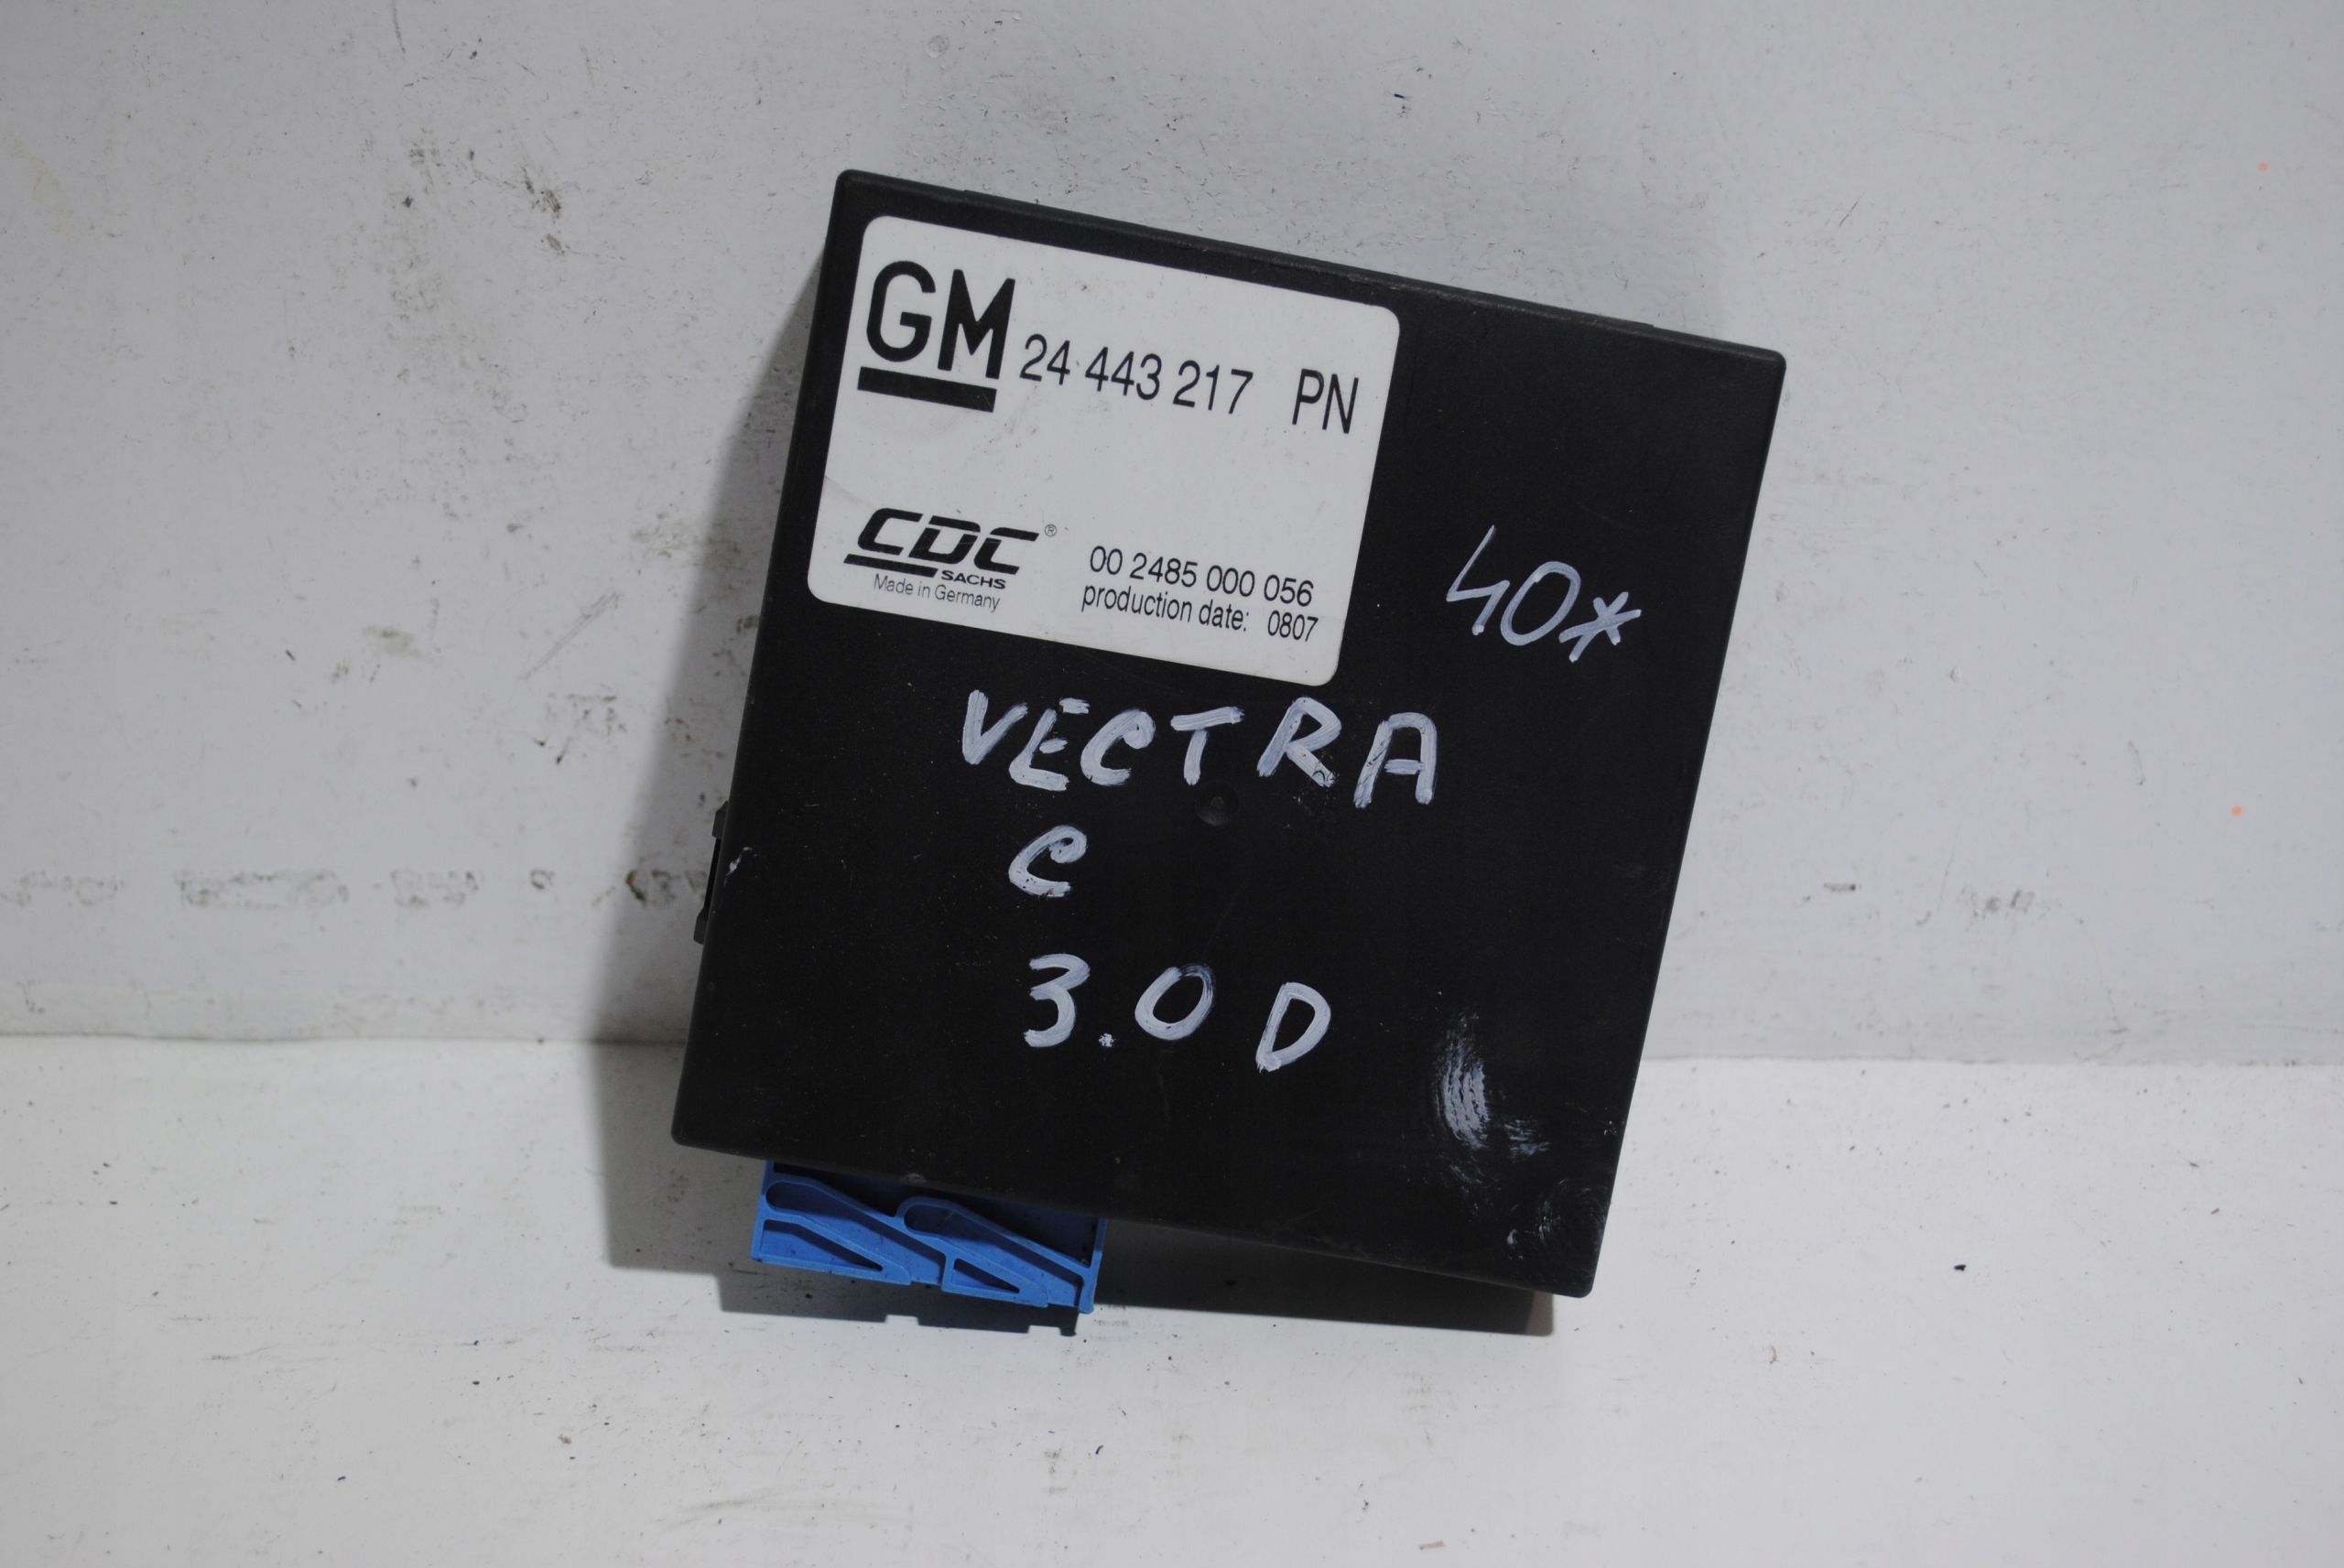 GM 24 443 217 PN
CDC®
SACHS
Made in Germany
00 2485 000 056
production date: 0807
40*
VECTRA
C
3.0 D